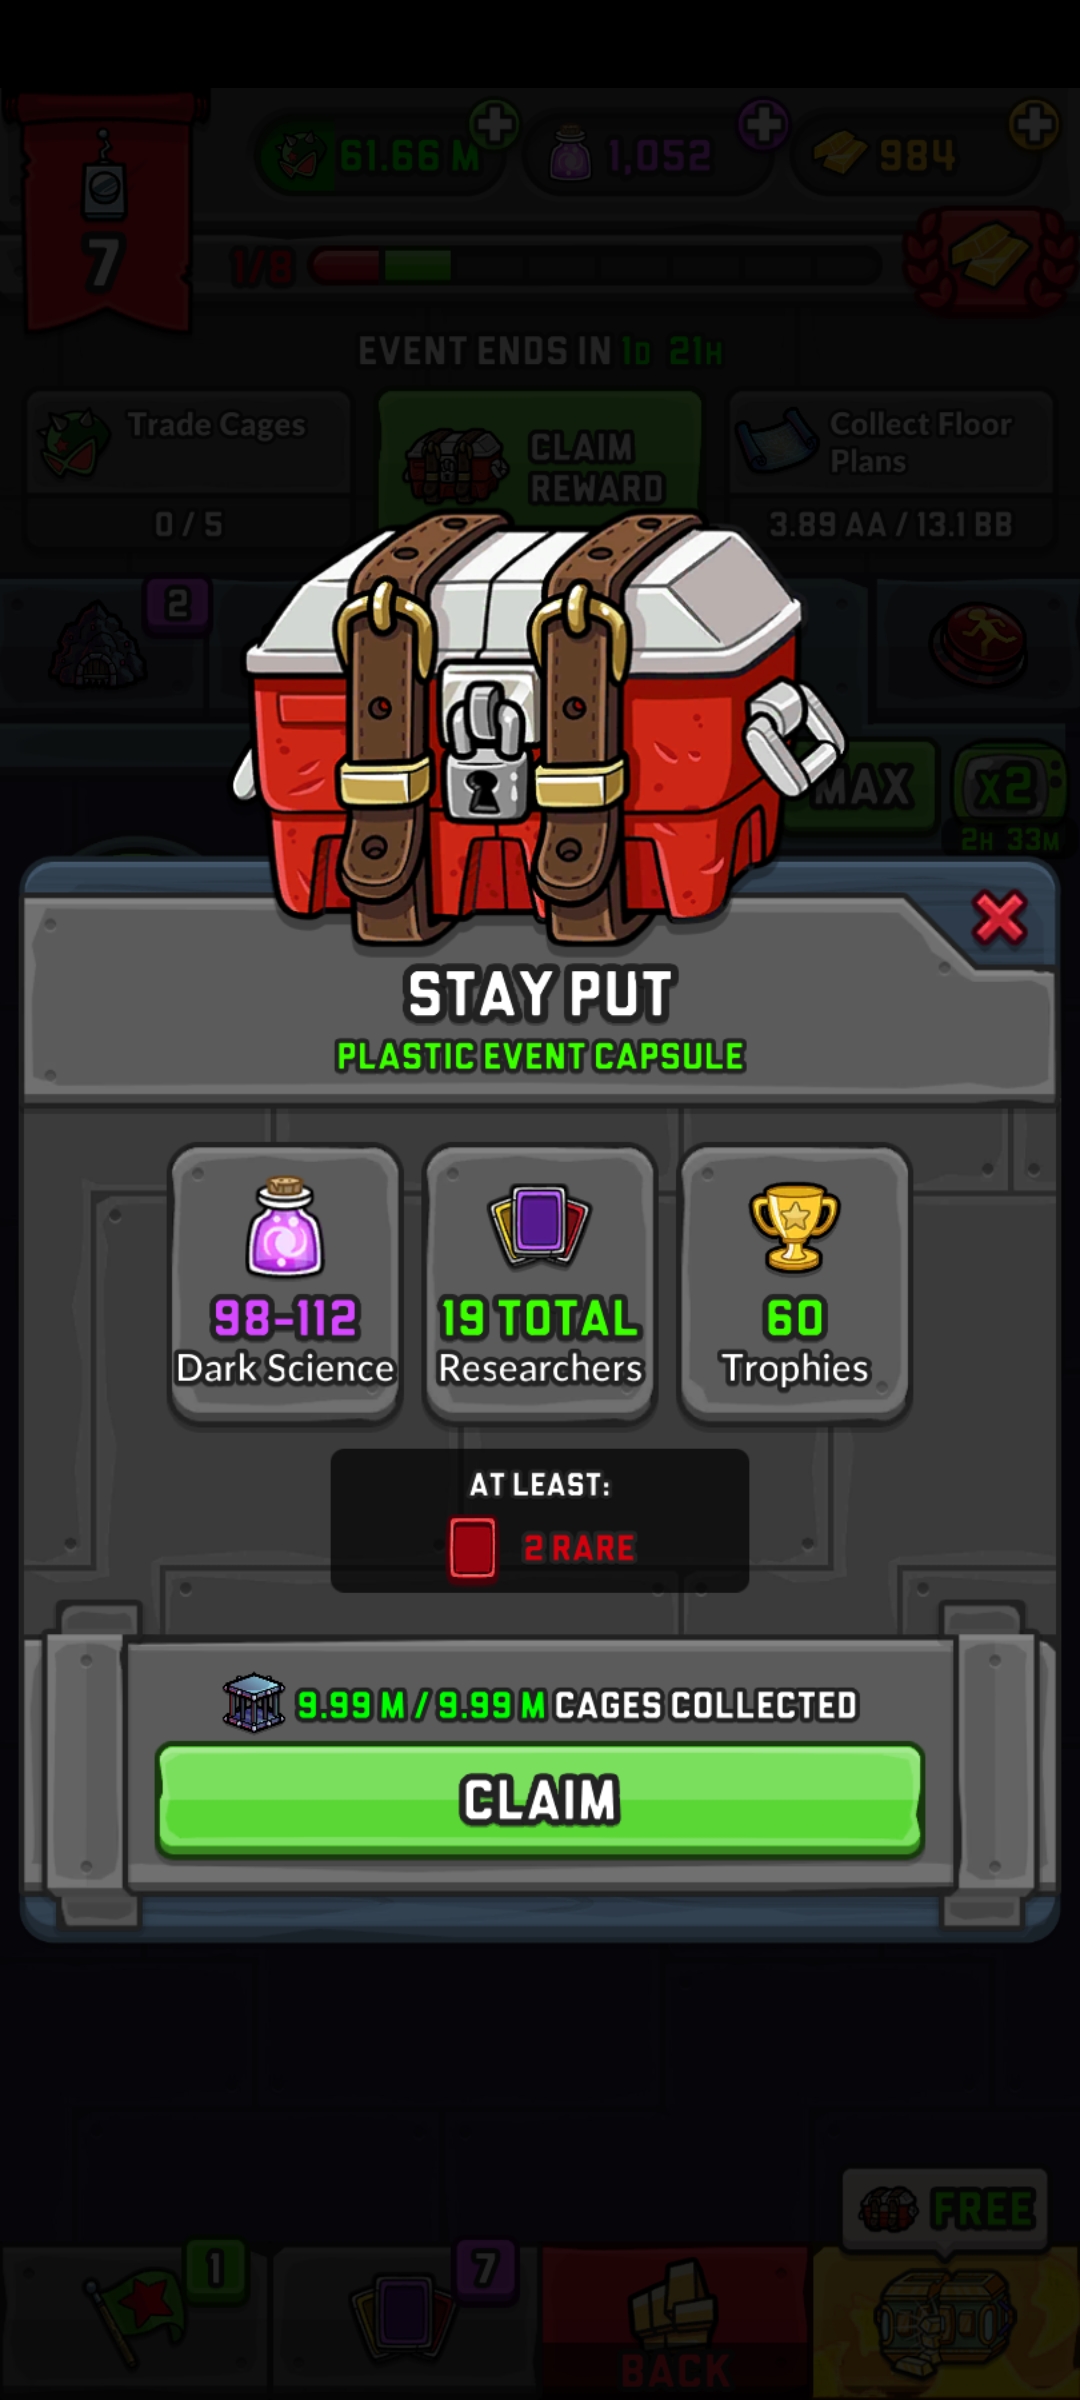 61.66 M
1,052
984
7
1/8
EVENT ENDS IN 1D 21H
Trade Cages
0 / 5
CLAIM
REWARD
Collect Floor
Plans
3.89 AA / 13.1 BB
2
MAX
x2
2H 33M
STAY PUT
PLASTIC EVENT CAPSULE
98-112
Dark Science
19 TOTAL
Researchers
60
Trophies
AT LEAST:
2 RARE
9.99 M / 9.99 M CAGES COLLECTED
CLAIM
FREE
1
7
BACK